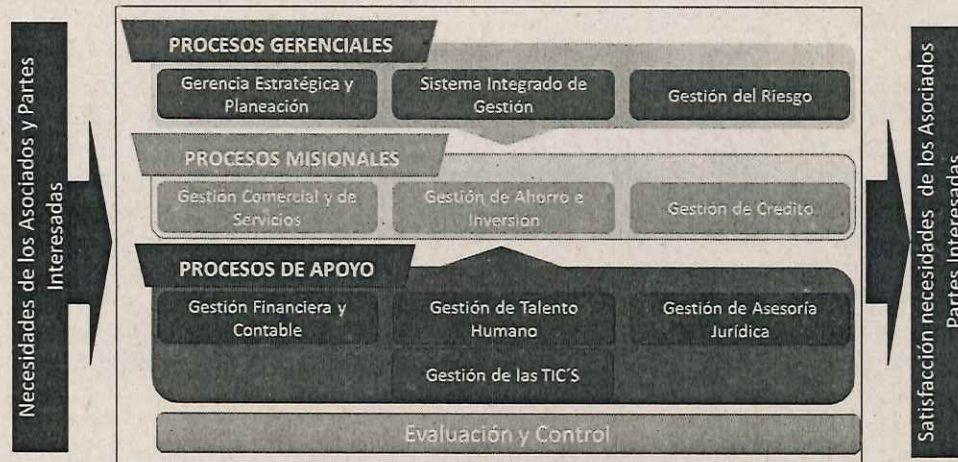 Necesidades de los Asociados y Partes
Interesadas
PROCESOS GERENCIALES
Gerencia Estratégica y
Planeación
Sistema Integrado de
Gestión
Gestión del Riesgo
PROCESOS MISIONALES
Gestión Comercial y de
Servicios
Gestión de Ahorro e
Inversión
Gestión de Credito
PROCESOS DE APOYO
Gestión Financiera y
Contable
Gestión de Talento
Humano
Gestión de Asesoría
Jurídica
Gestión de las TIC´S
Evaluación y Control
Satisfacción necesidades de los Asociados
Partes Interesadas